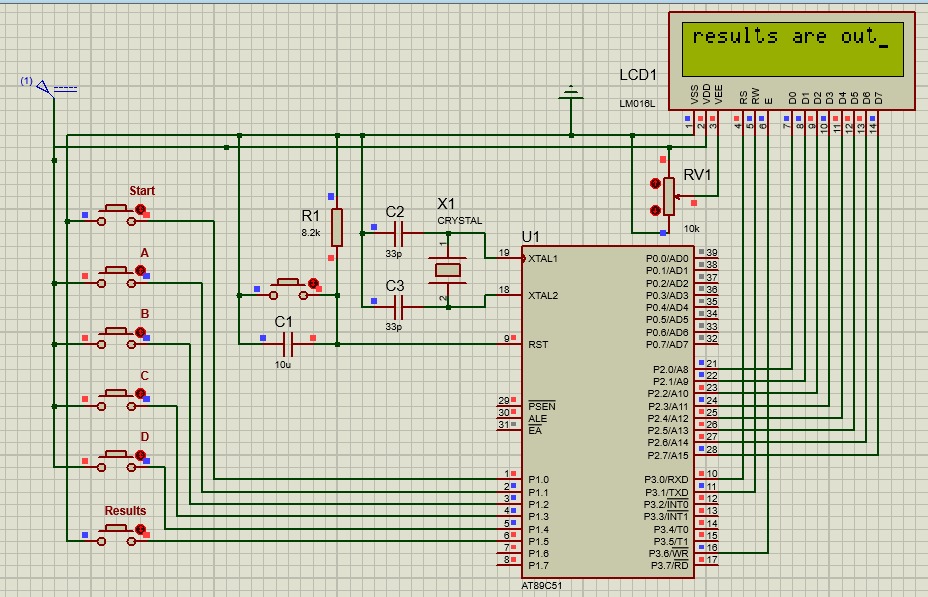 results are out_
LCD1
LM016L
VSS
VDD
VEE
RS
RW
E
D0
D1
D2
D3
D4
D5
D6
D7
1
2
3
4
5
6
7
8
9
10
11
12
13
14
(1)
Start
A
B
C
D
Results
R1
8.2k
C1
10u
C2
33p
C3
33p
X1
CRYSTAL
1
2
RV1
10k
U1
19 XTAL1
18 XTAL2
9 RST
29 PSEN
30 ALE
31 EA
1 P1.0
2 P1.1
3 P1.2
4 P1.3
5 P1.4
6 P1.5
7 P1.6
8 P1.7
P0.0/AD0 39
P0.1/AD1 38
P0.2/AD2 37
P0.3/AD3 36
P0.4/AD4 35
P0.5/AD5 34
P0.6/AD6 33
P0.7/AD7 32
P2.0/A8 21
P2.1/A9 22
P2.2/A10 23
P2.3/A11 24
P2.4/A12 25
P2.5/A13 26
P2.6/A14 27
P2.7/A15 28
P3.0/RXD 10
P3.1/TXD 11
P3.2/INT0 12
P3.3/INT1 13
P3.4/T0 14
P3.5/T1 15
P3.6/WR 16
P3.7/RD 17
AT89C51